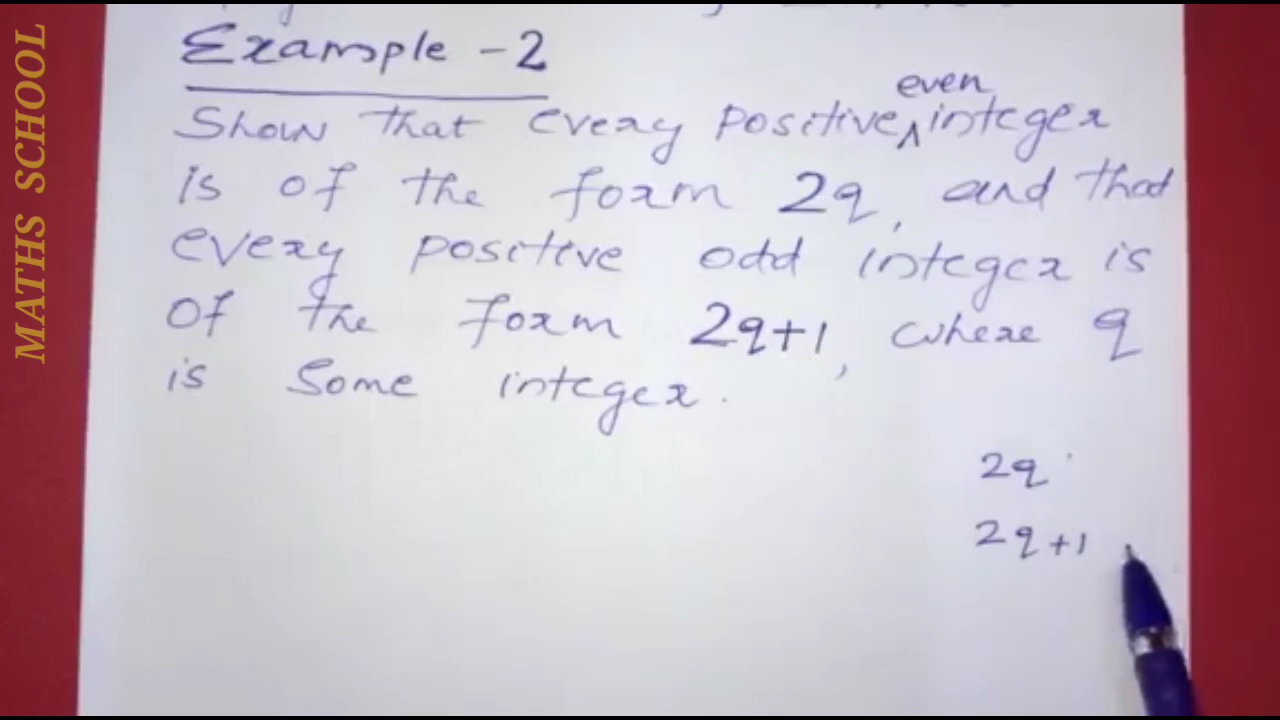 MATHS SCHOOL
Example - 2
Show that every positive even integer
is of the form 2q, and that
every positive odd integer is
of the form 2q+1, where q
is some integer.
2q
2q+1